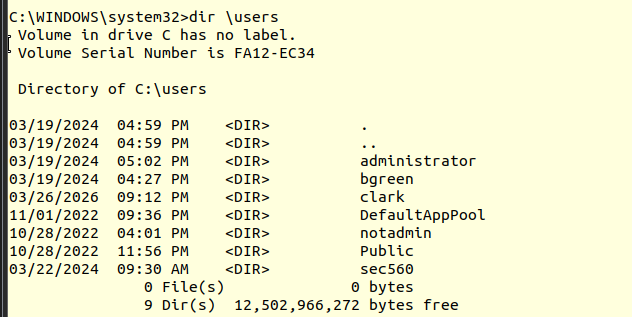 C:\WINDOWS\system32>dir \users
 Volume in drive C has no label.
 Volume Serial Number is FA12-EC34

 Directory of C:\users

03/19/2024  04:59 PM    <DIR>          .
03/19/2024  04:59 PM    <DIR>          ..
03/19/2024  05:02 PM    <DIR>          administrator
03/19/2024  04:27 PM    <DIR>          bgreen
03/26/2026  09:12 PM    <DIR>          clark
11/01/2022  09:36 PM    <DIR>          DefaultAppPool
10/28/2022  04:01 PM    <DIR>          notadmin
10/28/2022  11:56 PM    <DIR>          Public
03/22/2024  09:30 AM    <DIR>          sec560
               0 File(s)              0 bytes
               9 Dir(s)  12,502,966,272 bytes free